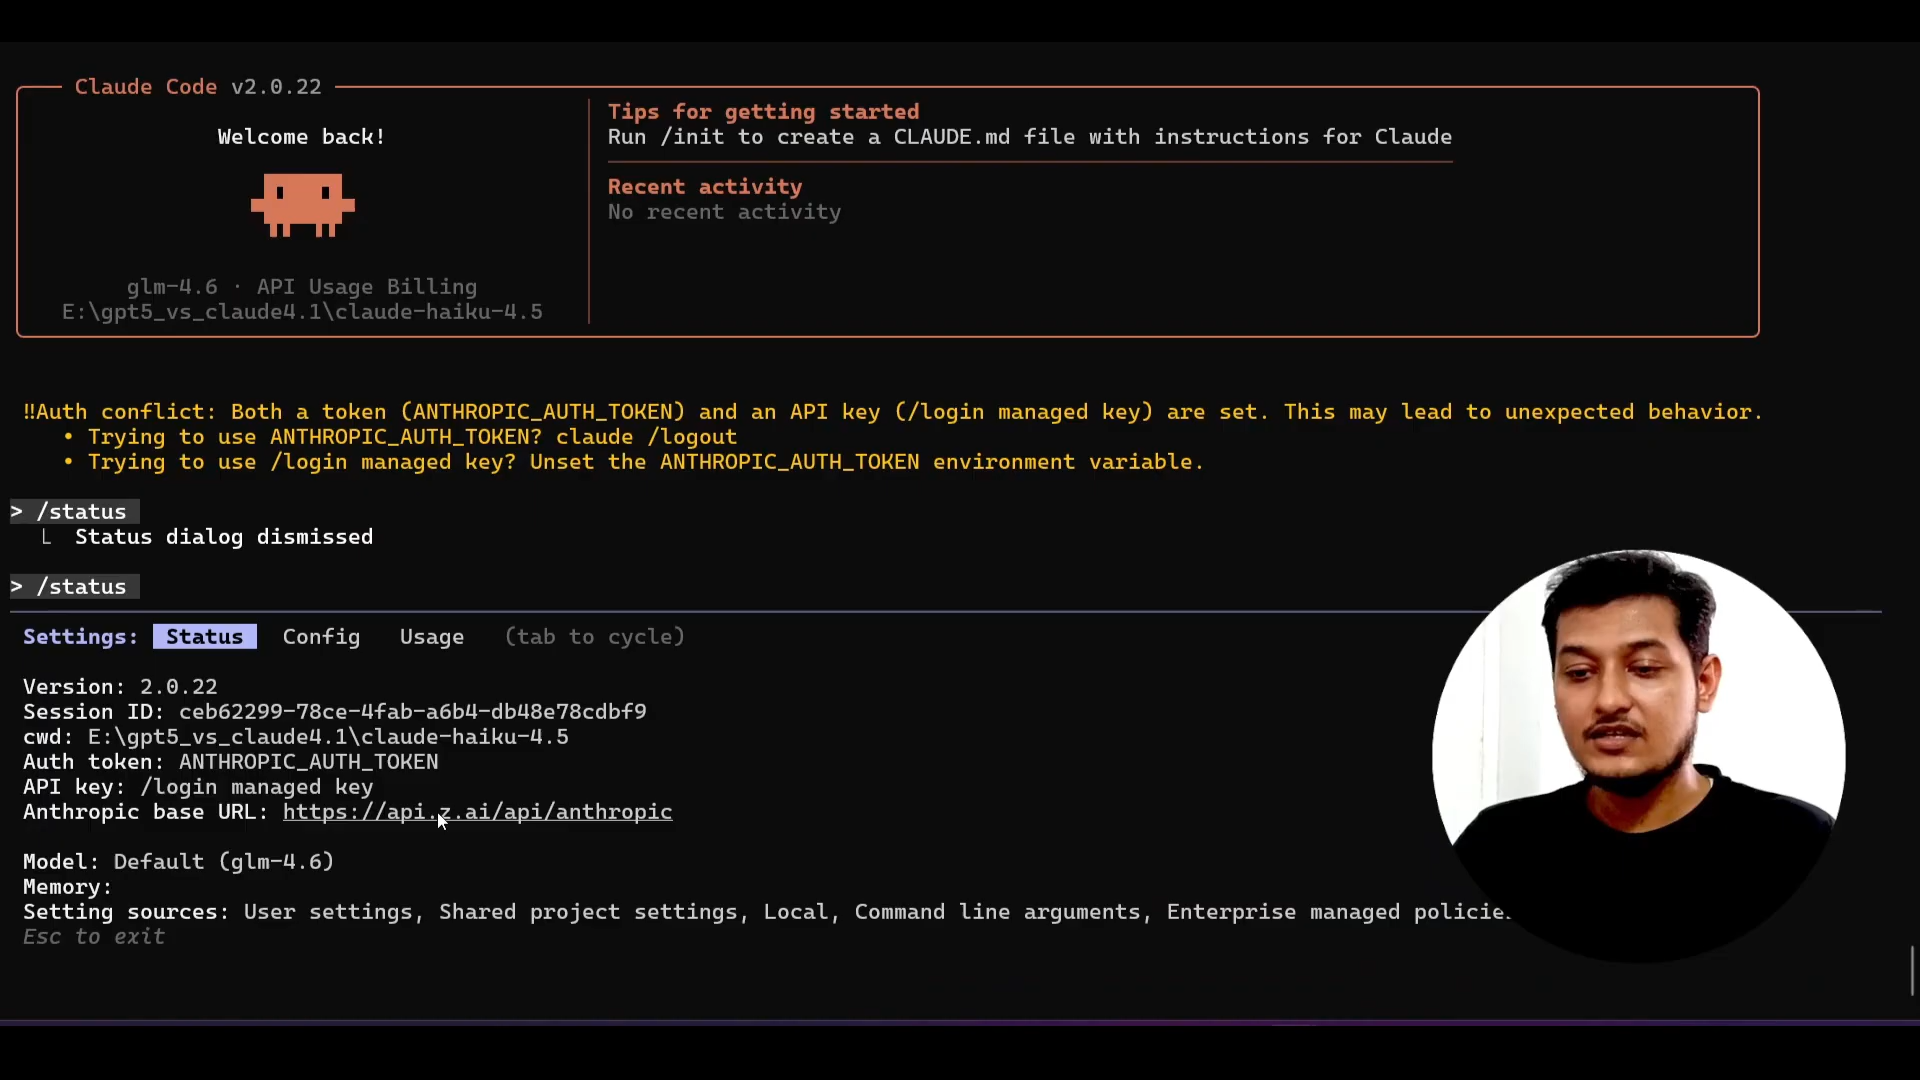 Claude Code v2.0.22
Welcome back!
glm-4.6 · API Usage Billing
E:\gpt5_vs_claude4.1\claude-haiku-4.5
Tips for getting started
Run /init to create a CLAUDE.md file with instructions for Claude
Recent activity
No recent activity
‼Auth conflict: Both a token (ANTHROPIC_AUTH_TOKEN) and an API key (/login managed key) are set. This may lead to unexpected behavior.
• Trying to use ANTHROPIC_AUTH_TOKEN? claude /logout
• Trying to use /login managed key? Unset the ANTHROPIC_AUTH_TOKEN environment variable.
> /status
Status dialog dismissed
> /status
Settings: Status Config Usage (tab to cycle)
Version: 2.0.22
Session ID: ceb62299-78ce-4fab-a6b4-db48e78cdbf9
cwd: E:\gpt5_vs_claude4.1\claude-haiku-4.5
Auth token: ANTHROPIC_AUTH_TOKEN
API key: /login managed key
Anthropic base URL: https://api.z.ai/api/anthropic
Model: Default (glm-4.6)
Memory:
Setting sources: User settings, Shared project settings, Local, Command line arguments, Enterprise managed policies
Esc to exit